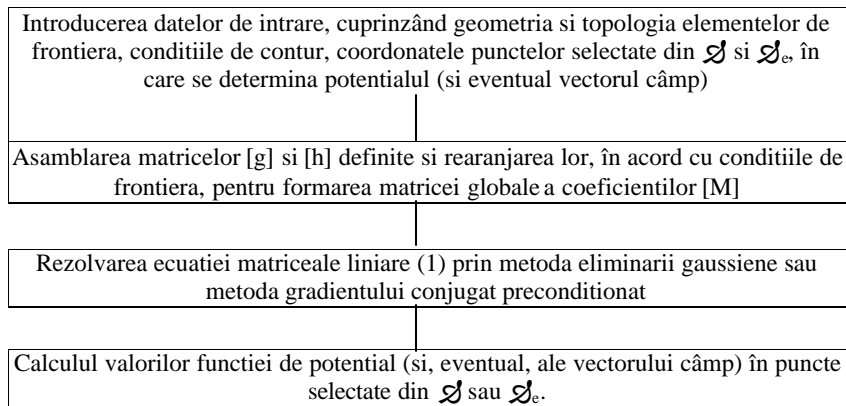 Introducerea datelor de intrare, cuprinzând geometria si topologia elementelor de
frontiera, conditiile de contur, coordonatele punctelor selectate din 𝒟 si 𝒟e, în
care se determina potentialul (si eventual vectorul câmp)
Asamblarea matricelor [g] si [h] definite si rearanjarea lor, în acord cu conditiile de
frontiera, pentru formarea matricei globale a coeficientilor [M]
Rezolvarea ecuatiei matriceale liniare (1) prin metoda eliminarii gaussiene sau
metoda gradientului conjugat preconditionat
Calculul valorilor functiei de potential (si, eventual, ale vectorului câmp) în puncte
selectate din 𝒟 sau 𝒟e.